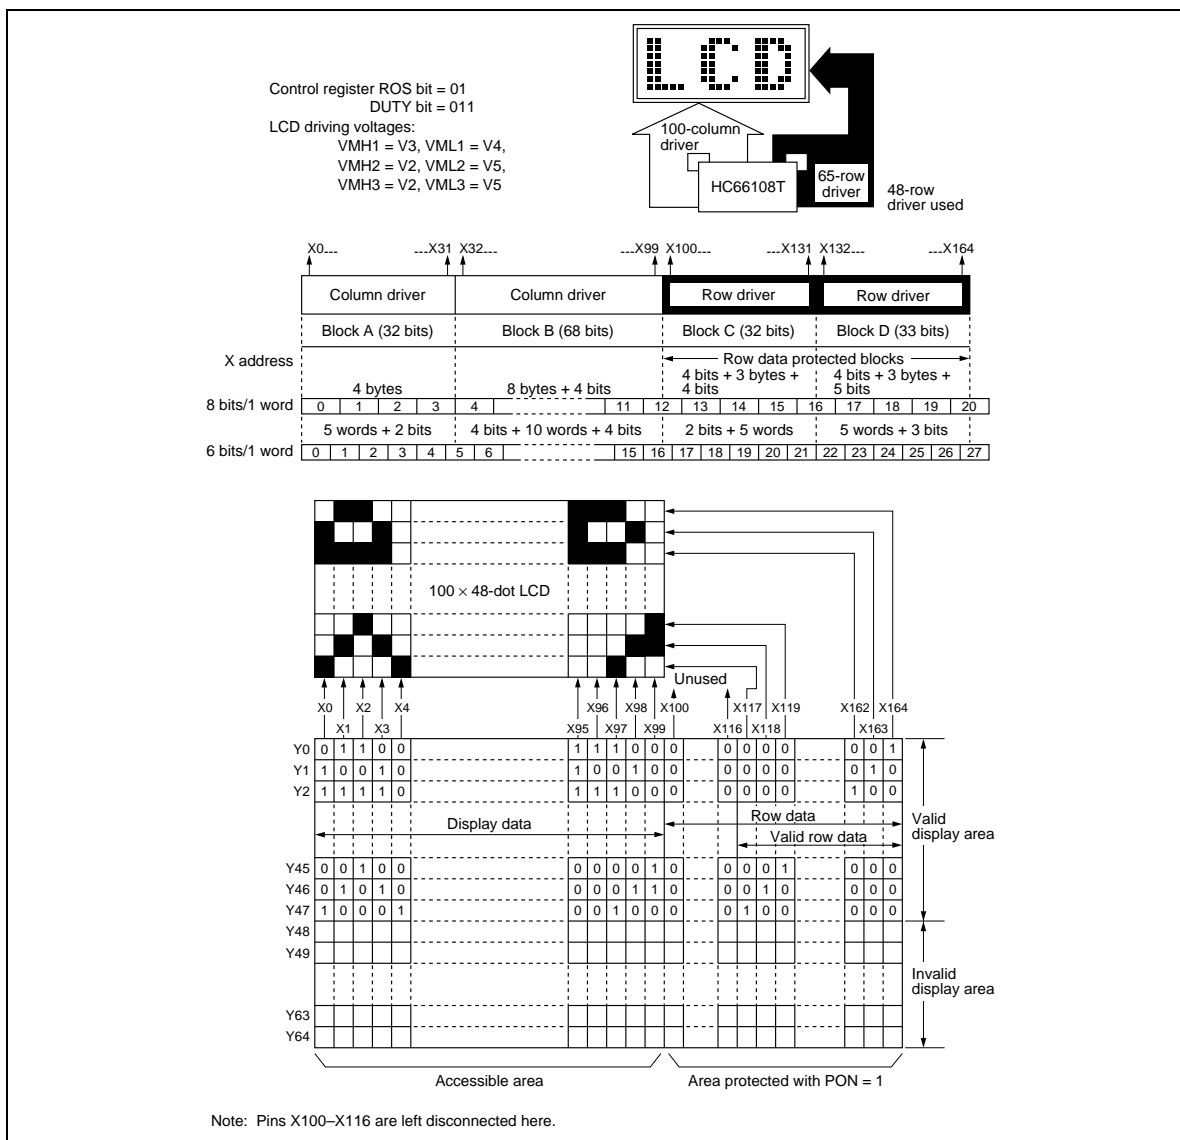 Control register ROS bit = 01
DUTY bit = 011
LCD driving voltages:
VMH1 = V3, VML1 = V4,
VMH2 = V2, VML2 = V5,
VMH3 = V2, VML3 = V5
LCD
100-column
driver
HC66108T
65-row
driver
48-row
driver used
X0--- ---X31 X32--- ---X99 X100--- ---X131 X132--- ---X164
Column driver Column driver Row driver Row driver
Block A (32 bits) Block B (68 bits) Block C (32 bits) Block D (33 bits)
X address
Row data protected blocks
4 bytes 8 bytes + 4 bits 4 bits + 3 bytes + 4 bits 4 bits + 3 bytes + 5 bits
8 bits/1 word 0 1 2 3 4 11 12 13 14 15 16 17 18 19 20
5 words + 2 bits 4 bits + 10 words + 4 bits 2 bits + 5 words 5 words + 3 bits
6 bits/1 word 0 1 2 3 4 5 6 15 16 17 18 19 20 21 22 23 24 25 26 27
100 × 48-dot LCD
Unused
X0 X2 X4 X96 X98 X100 X117 X119 X162 X164
X1 X3 X95 X97 X99 X116 X118 X163
Y0 0 1 1 0 0 1 1 1 0 0 0 0 0 0 0 0 0 1
Y1 1 0 0 1 0 1 0 0 1 0 0 0 0 0 0 0 1 0
Y2 1 1 1 1 0 1 1 1 0 0 0 0 0 0 0 1 0 0
Display data
Row data
Valid row data
Valid
display area
Y45 0 0 1 0 0 0 0 0 0 1 0 0 0 0 1 0 0 0
Y46 0 1 0 1 0 0 0 0 1 1 0 0 0 1 0 0 0 0
Y47 1 0 0 0 1 0 0 1 0 0 0 0 1 0 0 0 0 0
Y48
Y49
Invalid
display area
Y63
Y64
Accessible area
Area protected with PON = 1
Note: Pins X100–X116 are left disconnected here.